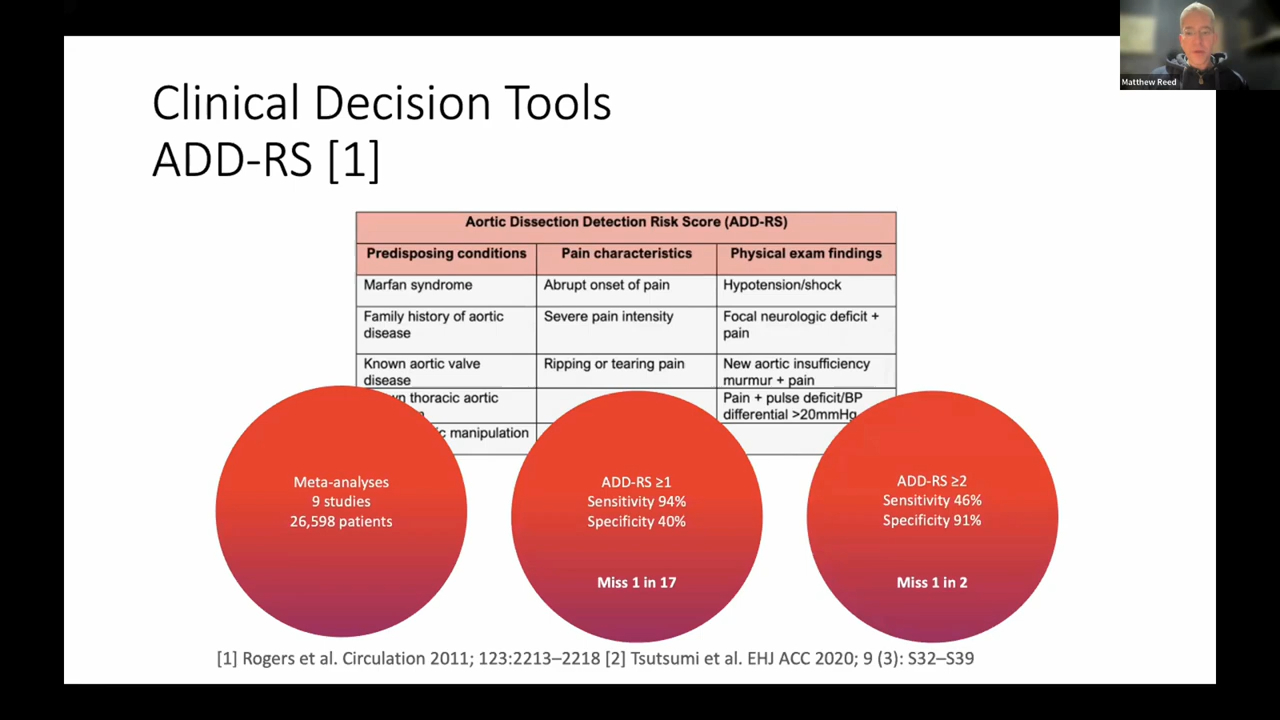 Matthew Reed
Clinical Decision Tools
ADD-RS [1]
Aortic Dissection Detection Risk Score (ADD-RS)
Predisposing conditions
Pain characteristics
Physical exam findings
Marfan syndrome
Abrupt onset of pain
Hypotension/shock
Family history of aortic
disease
Severe pain intensity
Focal neurologic deficit +
pain
Known aortic valve
disease
Ripping or tearing pain
New aortic insufficiency
murmur + pain
thoracic aortic
Pain + pulse deficit/BP
differential >20mmHg
manipulation
Meta-analyses
9 studies
26,598 patients
ADD-RS ≥1
Sensitivity 94%
Specificity 40%
Miss 1 in 17
ADD-RS ≥2
Sensitivity 46%
Specificity 91%
Miss 1 in 2
[1] Rogers et al. Circulation 2011; 123:2213–2218 [2] Tsutsumi et al. EHJ ACC 2020; 9 (3): S32–S39